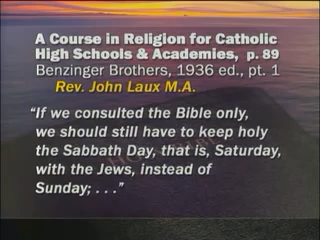 A Course in Religion for Catholic
High Schools & Academies, p. 89
Benzinger Brothers, 1936 ed., pt. 1
Rev. John Laux M.A.
“If we consulted the Bible only,
we should still have to keep holy
the Sabbath Day, that is, Saturday,
with the Jews, instead of
Sunday; . . .”